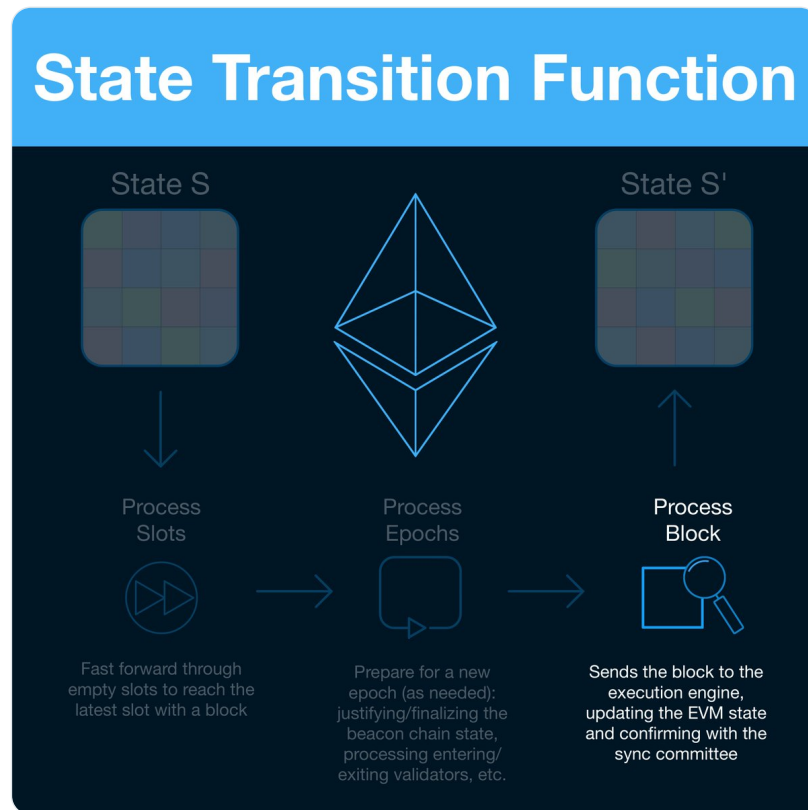 State Transition Function
State S
State S'
Process
Slots
Fast forward through
empty slots to reach the
latest slot with a block
Process
Epochs
Prepare for a new
epoch (as needed):
justifying/finalizing the
beacon chain state,
processing entering/
exiting validators, etc.
Process
Block
Sends the block to the
execution engine,
updating the EVM state
and confirming with the
sync committee